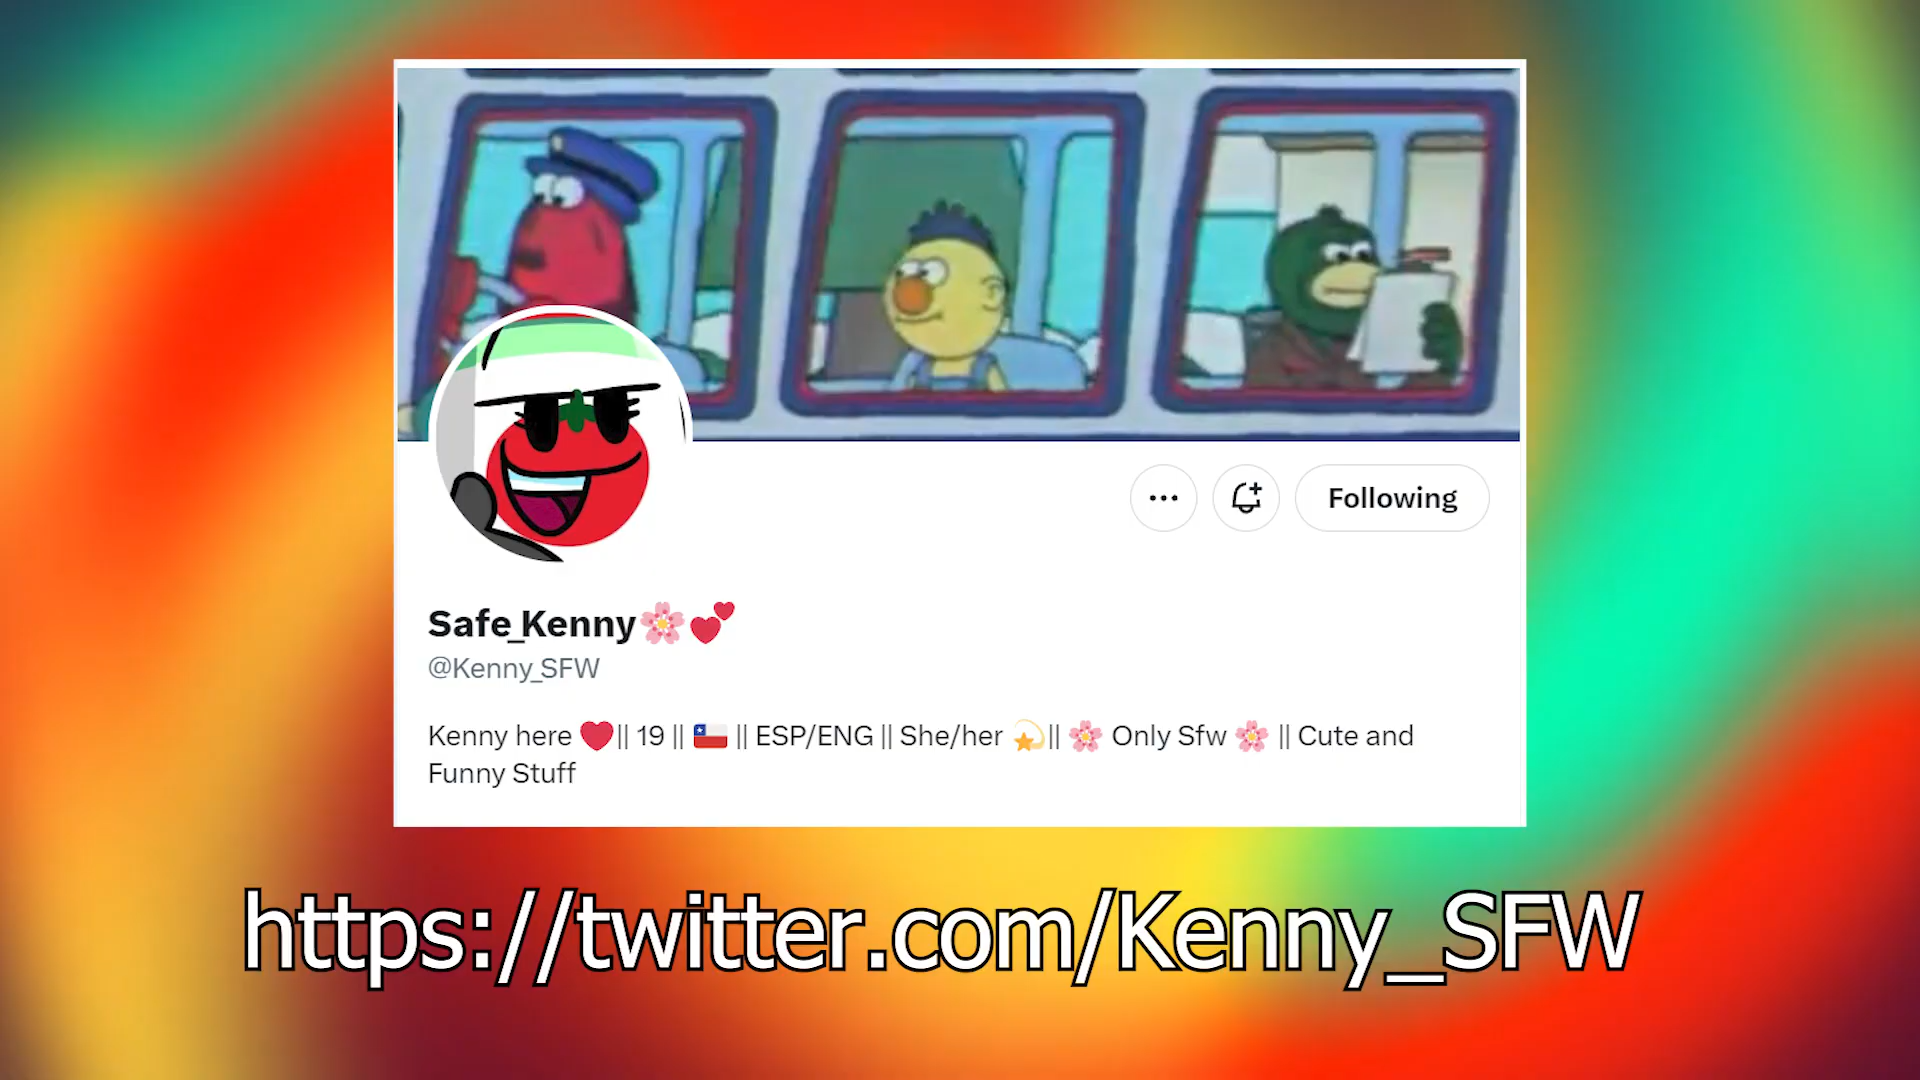 Following
Safe_Kenny🌸💕
@Kenny_SFW
Kenny here ❤️|| 19 || 🇨🇱 || ESP/ENG || She/her 💫|| 🌸 Only Sfw 🌸 || Cute and
Funny Stuff
https://twitter.com/Kenny_SFW